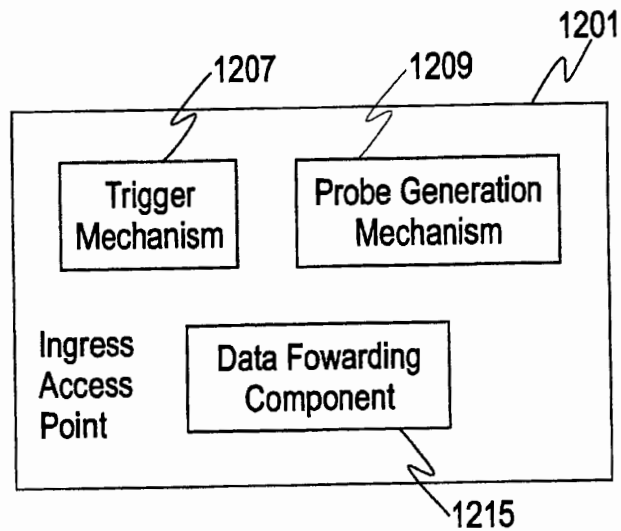 1201
1207
1209
Trigger
Mechanism
Probe Generation
Mechanism
Ingress
Access
Point
Data Fowarding
Component
1215